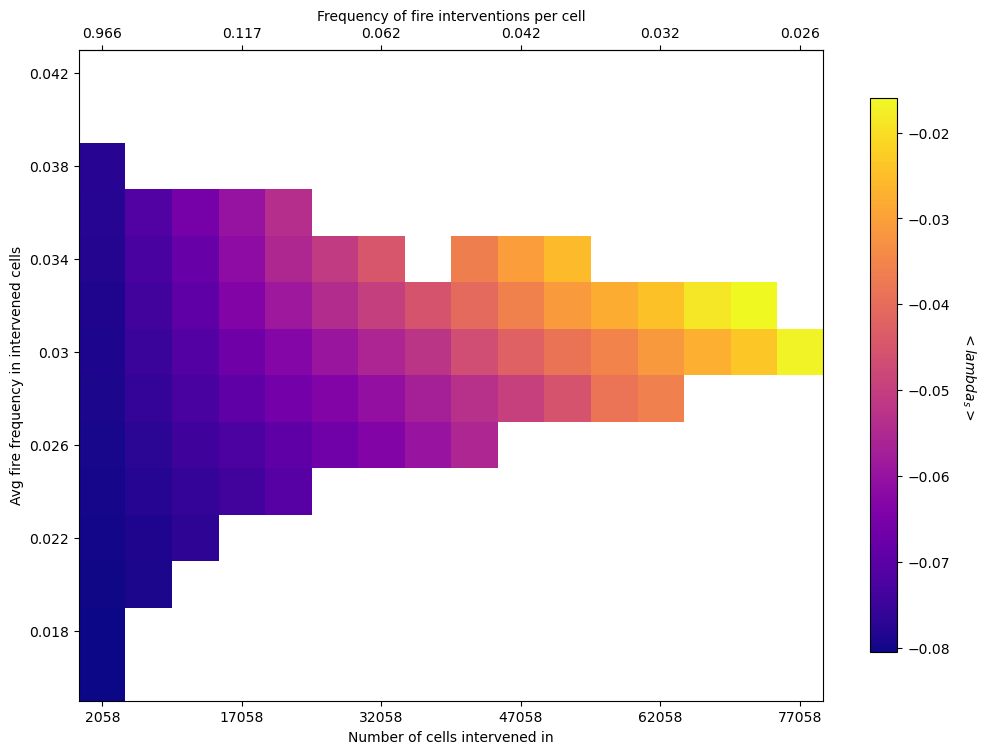 Frequency of fire interventions per cell
0.966 0.117 0.062 0.042 0.032 0.026
0.042
0.038
0.034
0.03
0.026
0.022
0.018
Avg fire frequency in intervened cells
2058 17058 32058 47058 62058 77058
Number of cells intervened in
−0.02
−0.03
−0.04
−0.05
−0.06
−0.07
−0.08
< lambda_s >